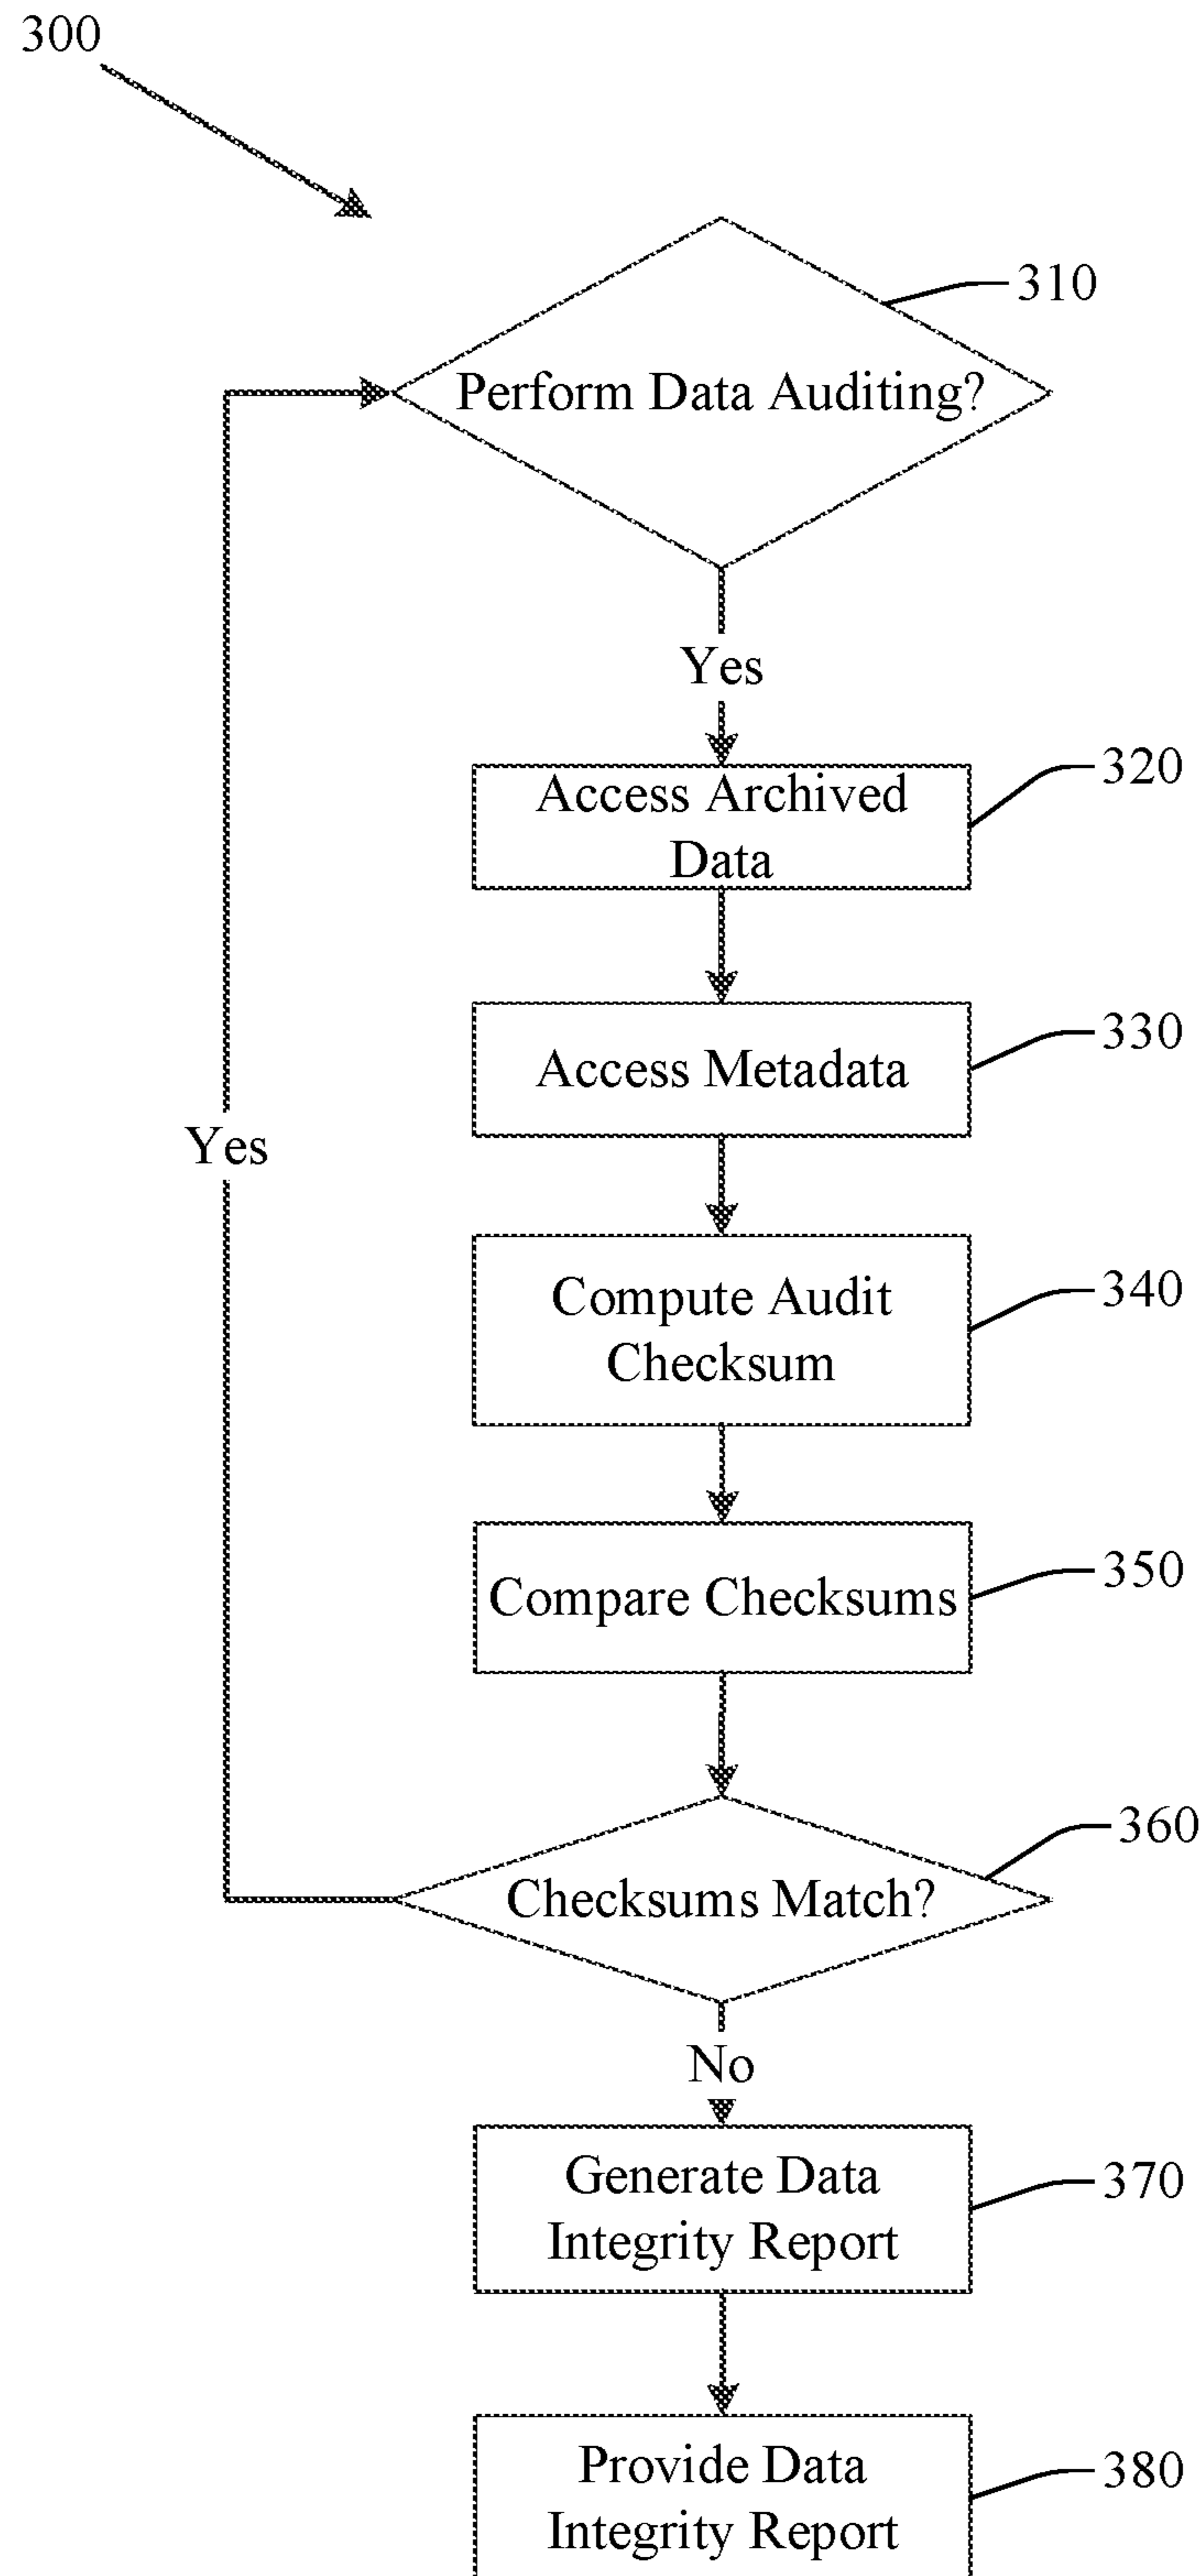 300
310
Perform Data Auditing?
Yes
320
Access Archived
Data
330
Access Metadata
Yes
340
Compute Audit
Checksum
350
Compare Checksums
360
Checksums Match?
No
370
Generate Data
Integrity Report
380
Provide Data
Integrity Report